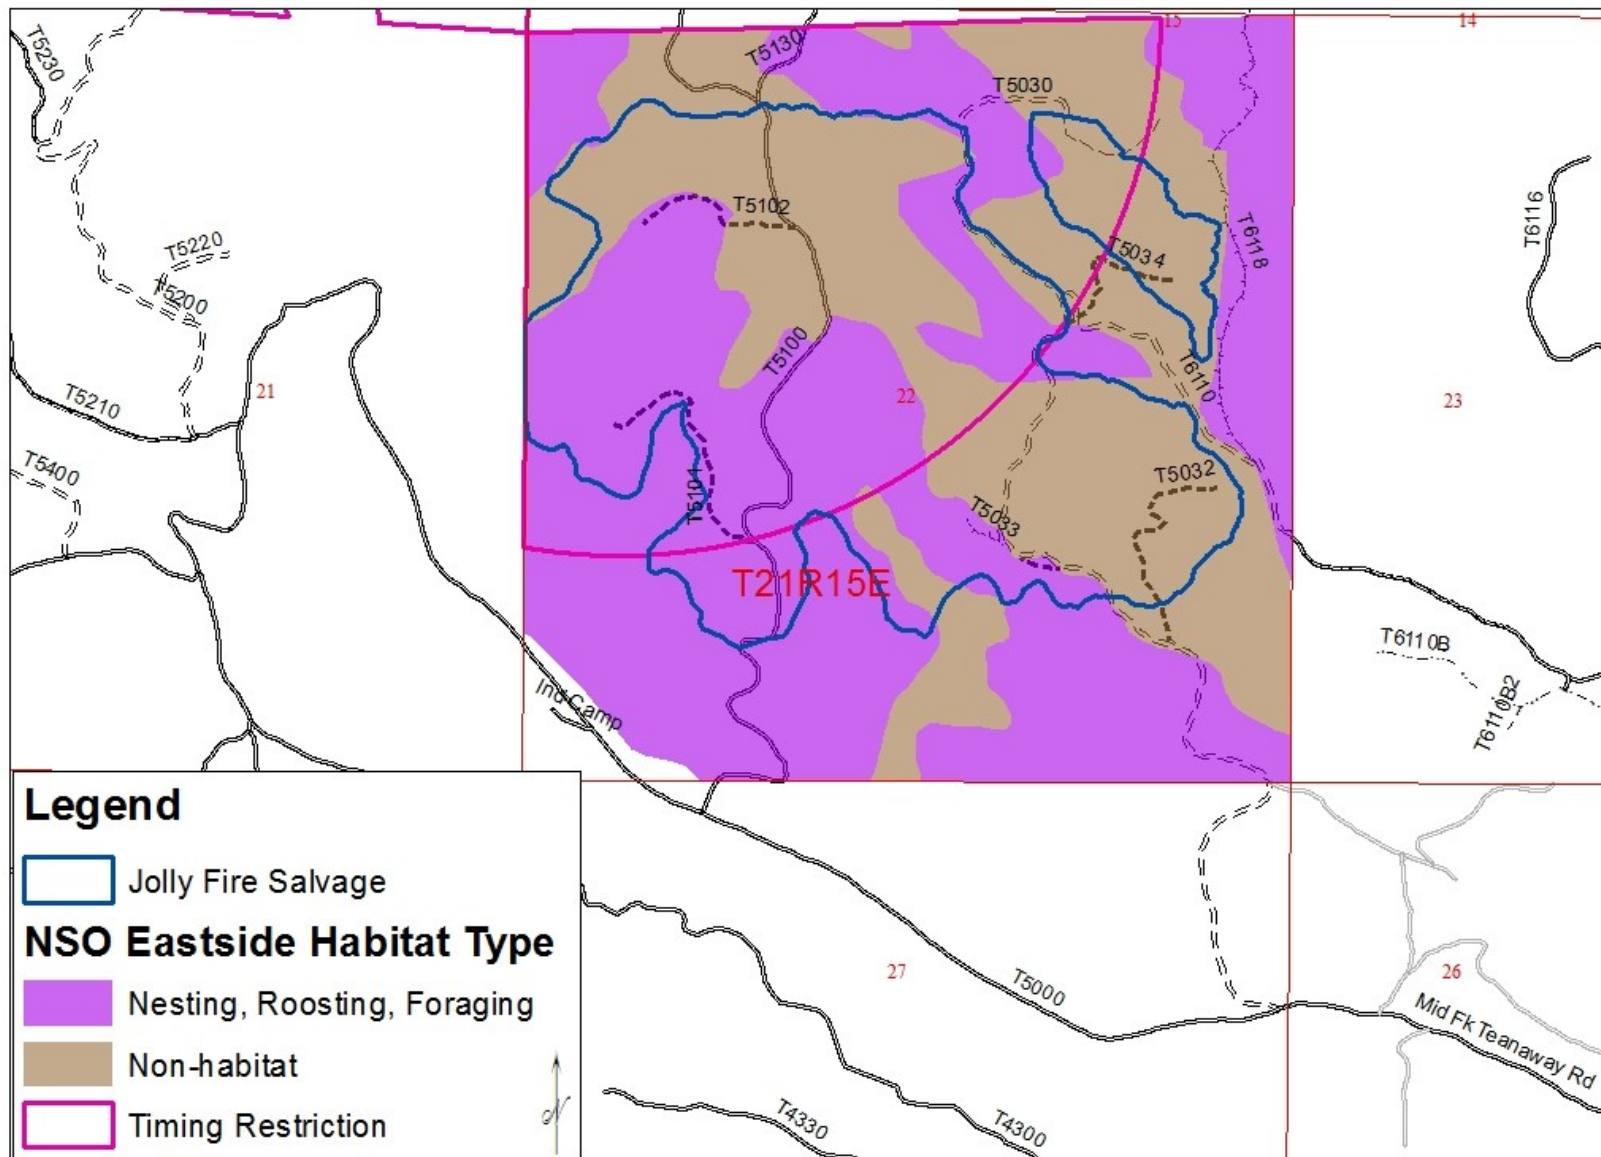 15
14
T5230
T5130
T5030
T5102
T6116
T6118
T5220
T5200
T5034
T5100
T6110
21
T5210
22
23
T5400
T5101
T5032
T5033
T21R15E
Ind Camp
T6110B
T6110B2
27
26
T5000
Mid Fk Teanaway Rd
T4330
T4300
Legend
Jolly Fire Salvage
NSO Eastside Habitat Type
Nesting, Roosting, Foraging
Non-habitat
Timing Restriction
N